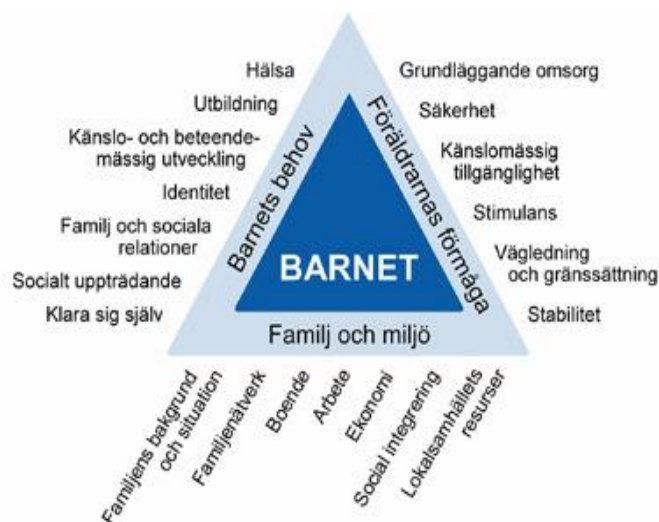 Hälsa
Utbildning
Känslo- och beteende-
mässig utveckling
Identitet
Familj och sociala
relationer
Socialt uppträdande
Klara sig själv
Barnets behov
BARNET
Föräldrarnas förmåga
Grundläggande omsorg
Säkerhet
Känslomässig
tillgänglighet
Stimulans
Vägledning
och gränssättning
Stabilitet
Familj och miljö
Familjens bakgrund
och situation
Familjenätverk
Boende
Arbete
Ekonomi
Social integrering
Lokalsamhällets
resurser